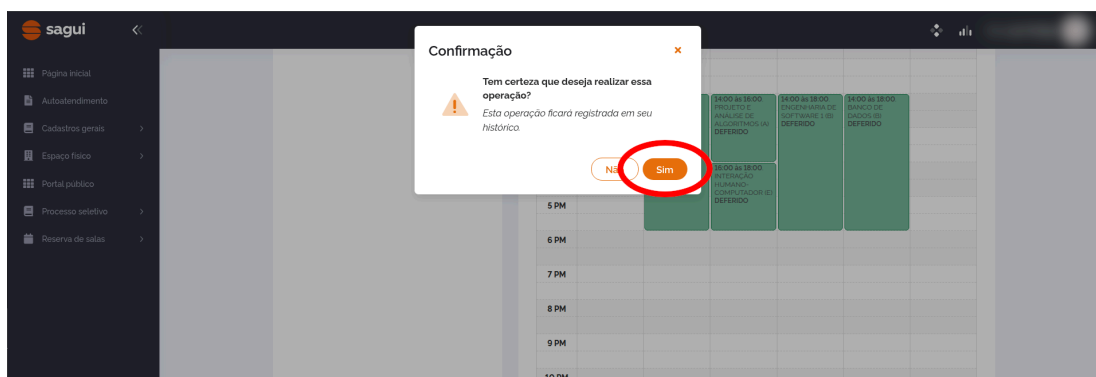 sagui
Página inicial
Autoatendimento
Cadastros gerais
Espaço físico
Portal público
Processo seletivo
Reserva de salas
Confirmação
Tem certeza que deseja realizar essa
operação?
Esta operação ficará registrada em seu
histórico.
Sim
14:00 às 16:00
PROJETO E
ANÁLISE DE
ALGORITMOS (A)
DEFERIDO
14:00 às 18:00
ENGENHARIA DE
SOFTWARE 1 (B)
DEFERIDO
14:00 às 18:00
BANCO DE
DADOS (B)
DEFERIDO
16:00 às 18:00
INTERAÇÃO
HUMANO-
COMPUTADOR (E)
DEFERIDO
5 PM
6 PM
7 PM
8 PM
9 PM
10 PM